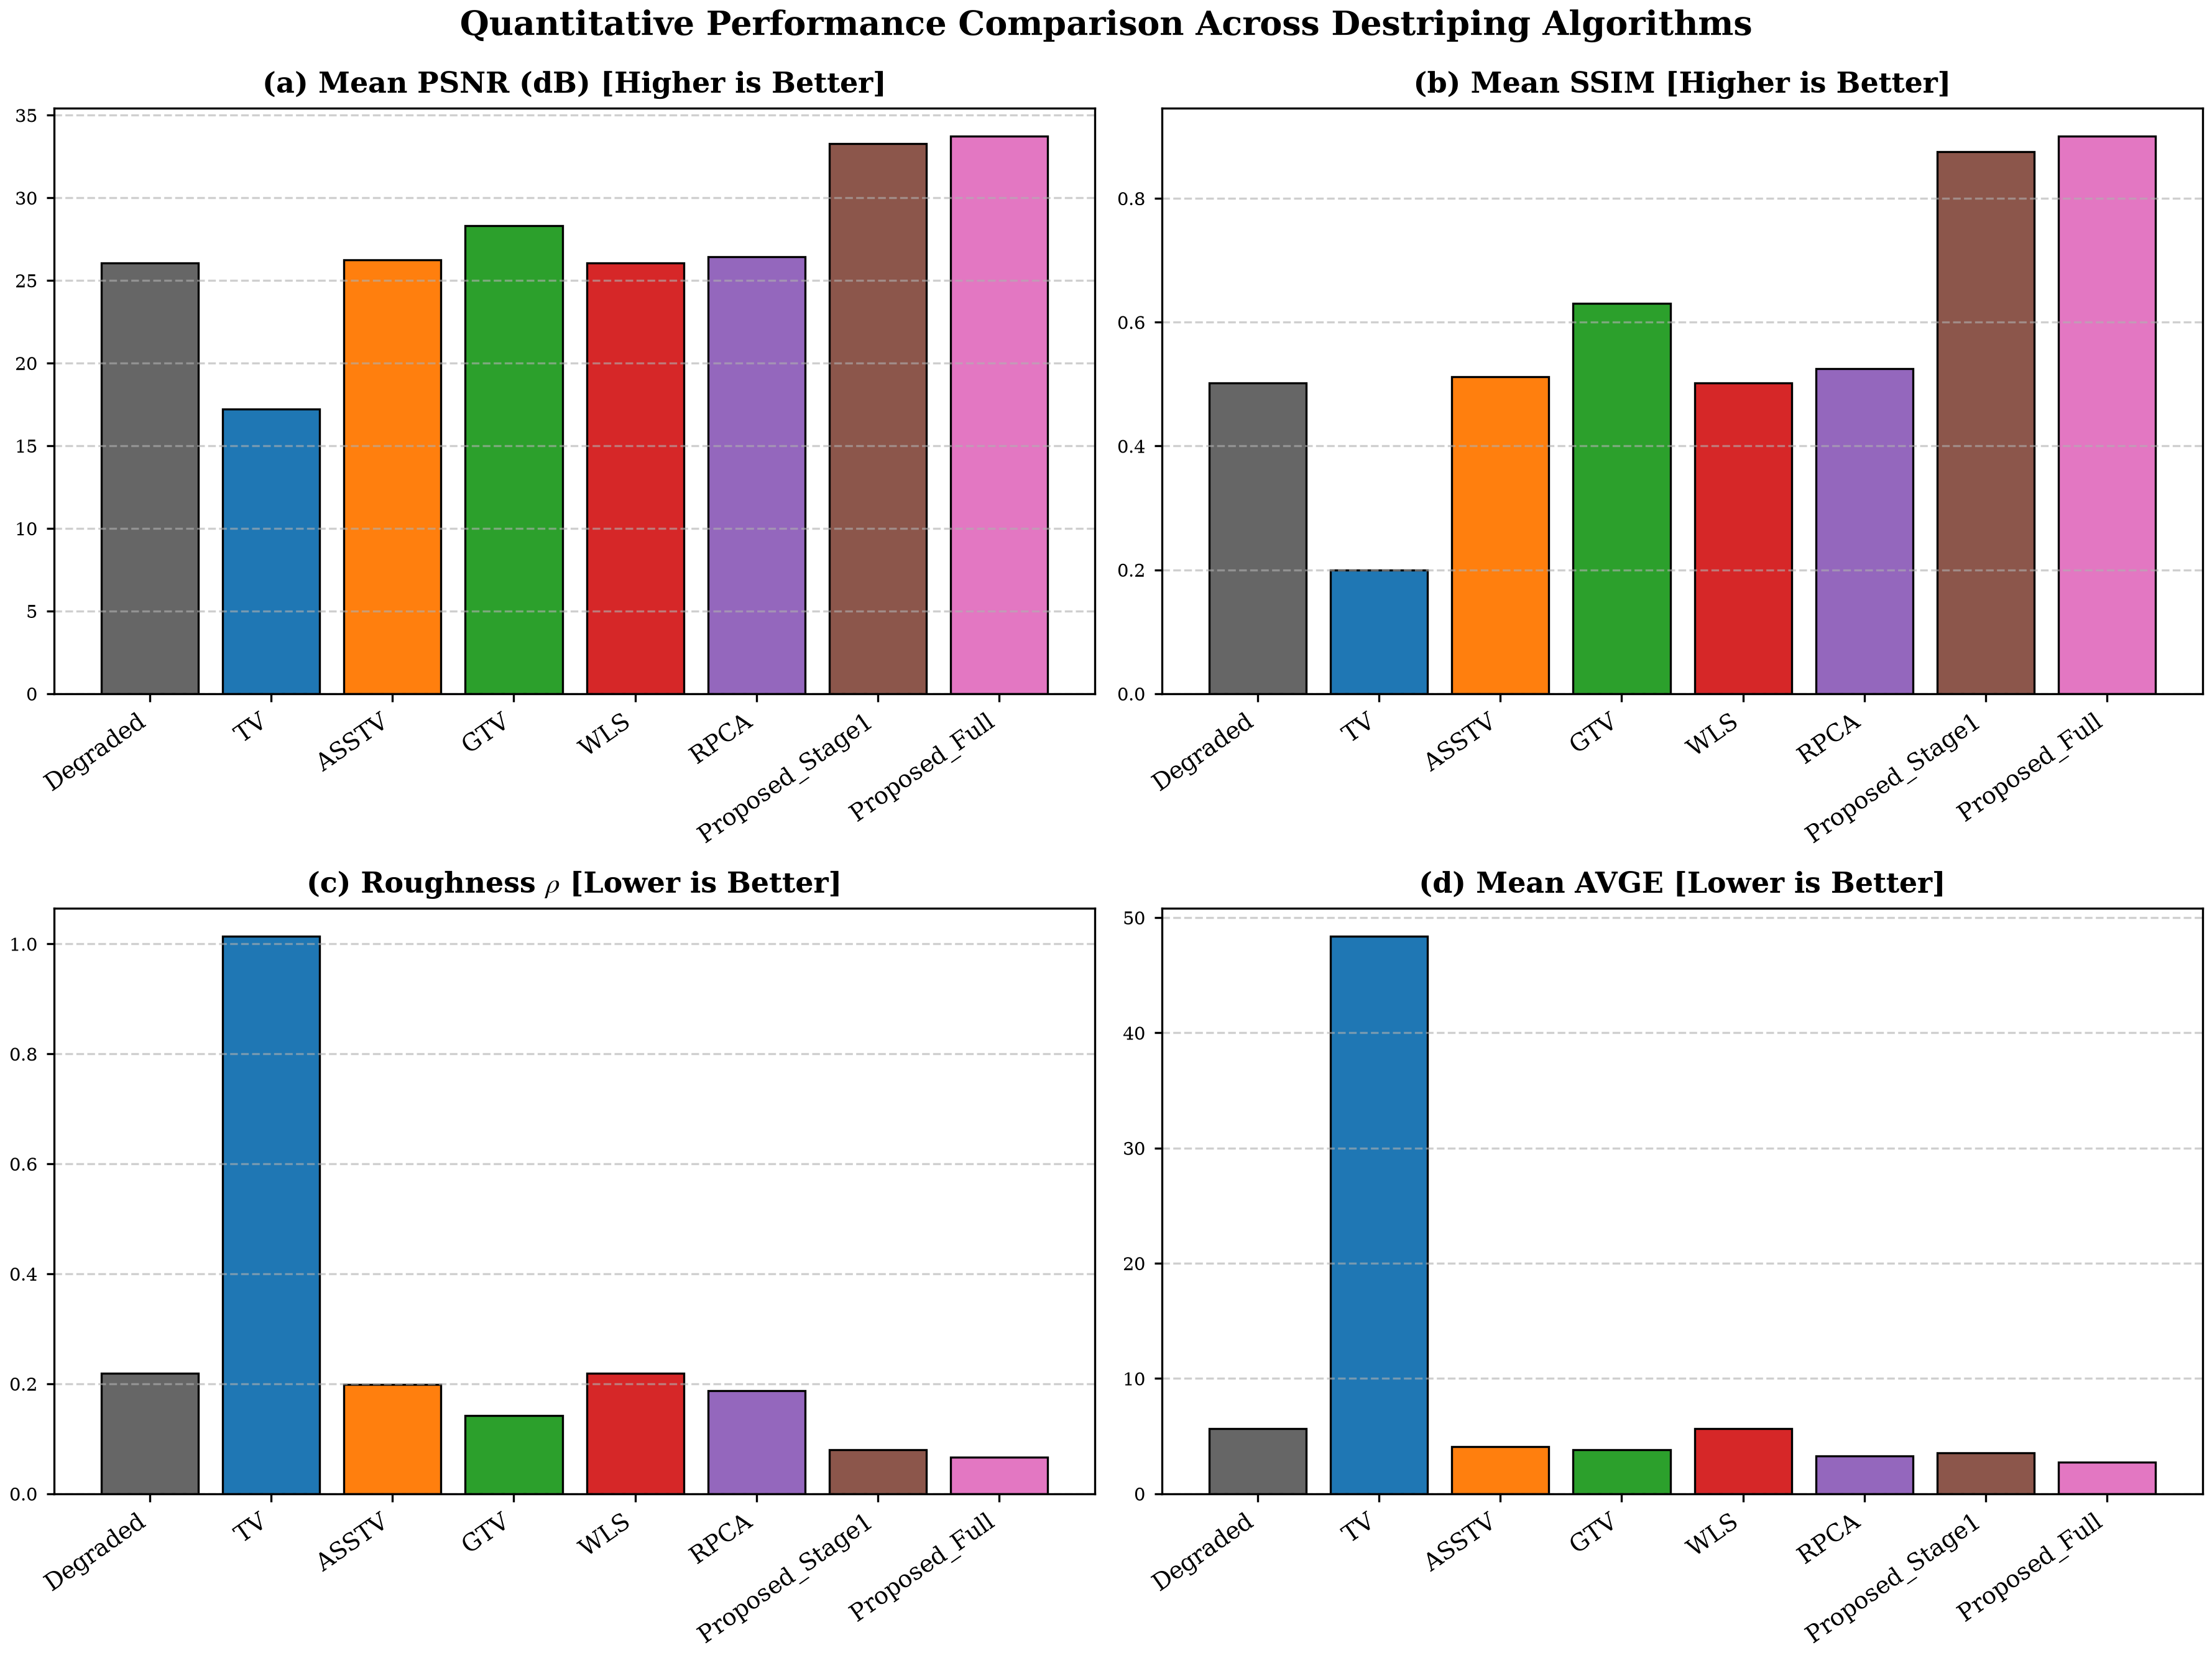 Quantitative Performance Comparison Across Destriping Algorithms
(a) Mean PSNR (dB) [Higher is Better]
35
30
25
20
15
10
5
0
Degraded
TV
ASSTV
GTV
WLS
RPCA
Proposed_Stage1
Proposed_Full
(b) Mean SSIM [Higher is Better]
0.8
0.6
0.4
0.2
0.0
Degraded
TV
ASSTV
GTV
WLS
RPCA
Proposed_Stage1
Proposed_Full
(c) Roughness ρ [Lower is Better]
1.0
0.8
0.6
0.4
0.2
0.0
Degraded
TV
ASSTV
GTV
WLS
RPCA
Proposed_Stage1
Proposed_Full
(d) Mean AVGE [Lower is Better]
50
40
30
20
10
0
Degraded
TV
ASSTV
GTV
WLS
RPCA
Proposed_Stage1
Proposed_Full